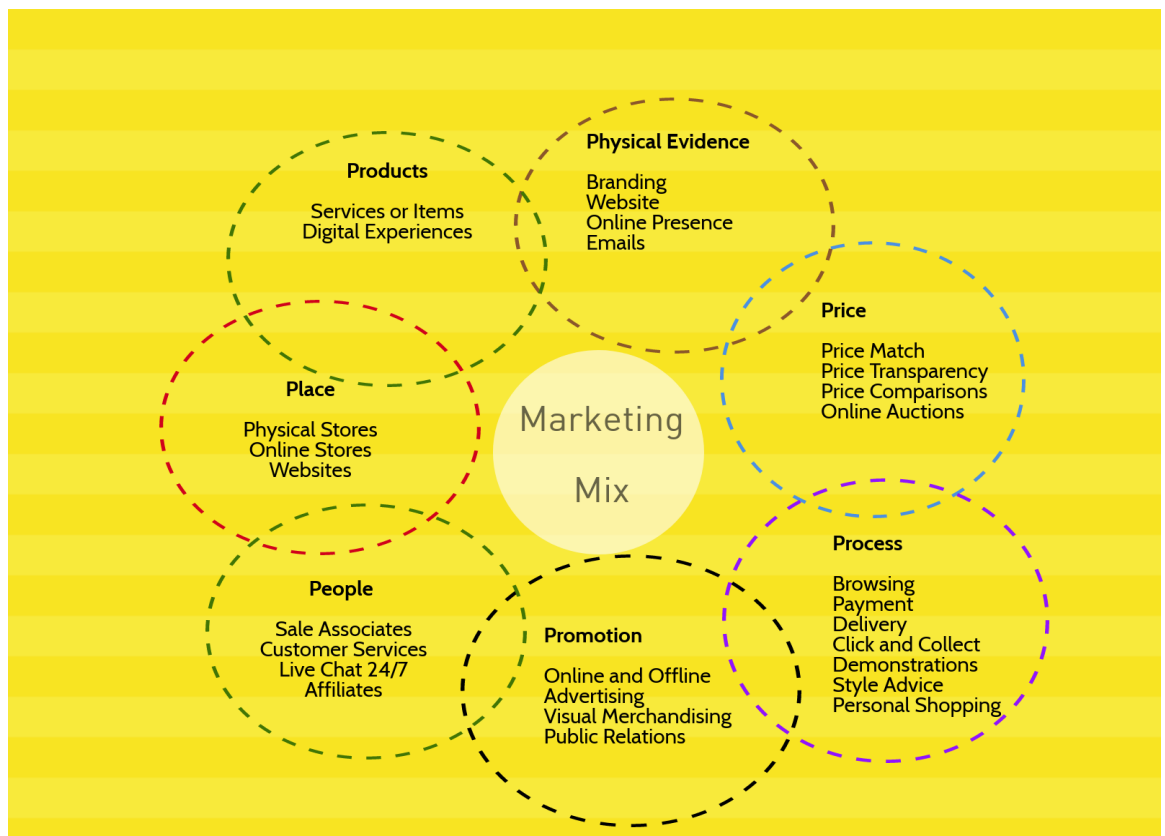 Physical Evidence
Branding
Website
Online Presence
Emails
Products
Services or Items
Digital Experiences
Price
Price Match
Price Transparency
Price Comparisons
Online Auctions
Place
Physical Stores
Online Stores
Websites
Marketing
Mix
Process
Browsing
Payment
Delivery
Click and Collect
Demonstrations
Style Advice
Personal Shopping
People
Sale Associates
Customer Services
Live Chat 24/7
Affiliates
Promotion
Online and Offline
Advertising
Visual Merchandising
Public Relations